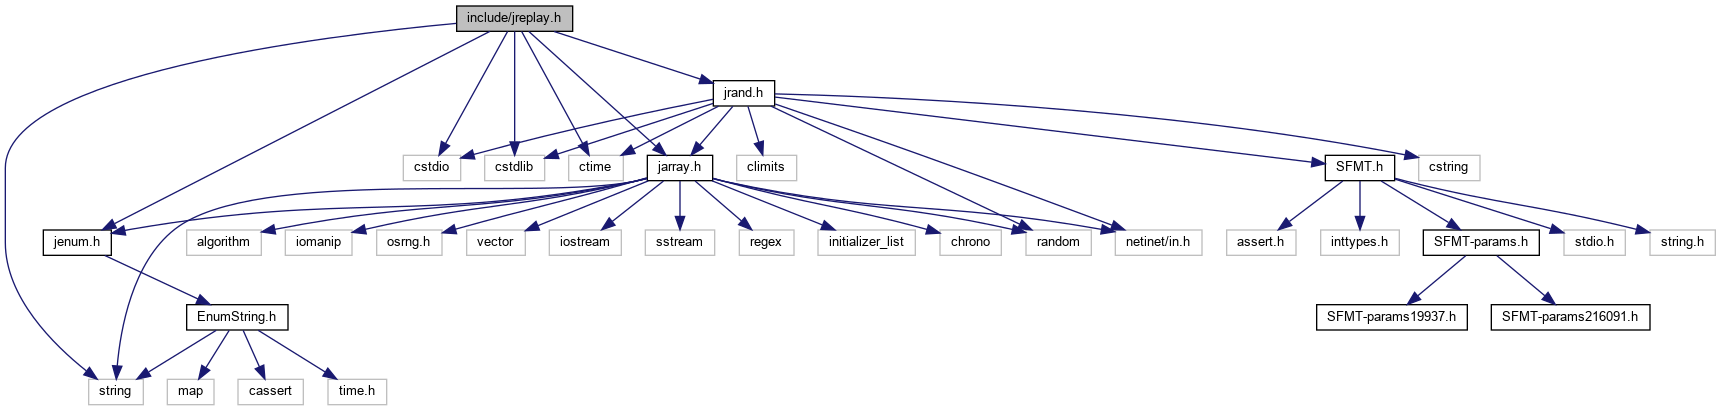 include/jreplay.h
jrand.h
cstdio
cstdlib
ctime
jarray.h
climits
SFMT.h
cstring
jenum.h
algorithm
iomanip
osrng.h
vector
iostream
sstream
regex
initializer_list
chrono
random
netinet/in.h
assert.h
inttypes.h
SFMT-params.h
stdio.h
string.h
EnumString.h
SFMT-params19937.h
SFMT-params216091.h
string
map
cassert
time.h